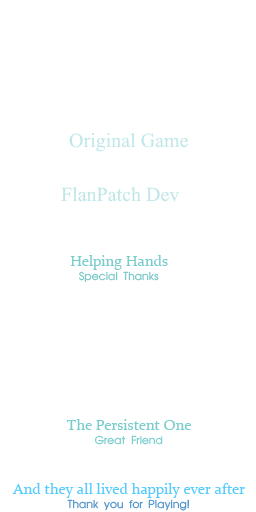 Original Game
FlanPatch Dev
Helping Hands
Special Thanks
The Persistent One
Great Friend
And they all lived happily ever after
Thank you for Playing!